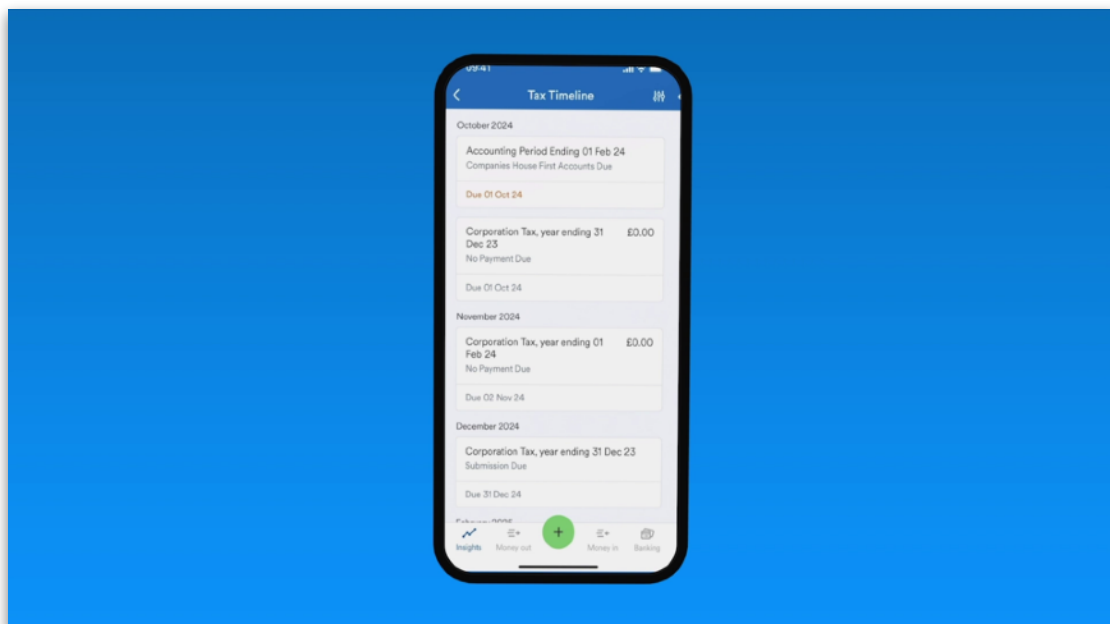 09:41
Tax Timeline
October 2024
Accounting Period Ending 01 Feb 24
Companies House First Accounts Due
Due 01 Oct 24
Corporation Tax, year ending 31 £0.00
Dec 23
No Payment Due
Due 01 Oct 24
November 2024
Corporation Tax, year ending 01 £0.00
Feb 24
No Payment Due
Due 02 Nov 24
December 2024
Corporation Tax, year ending 31 Dec 23
Submission Due
Due 31 Dec 24
February 2025
+
Insights Money out Money in Banking